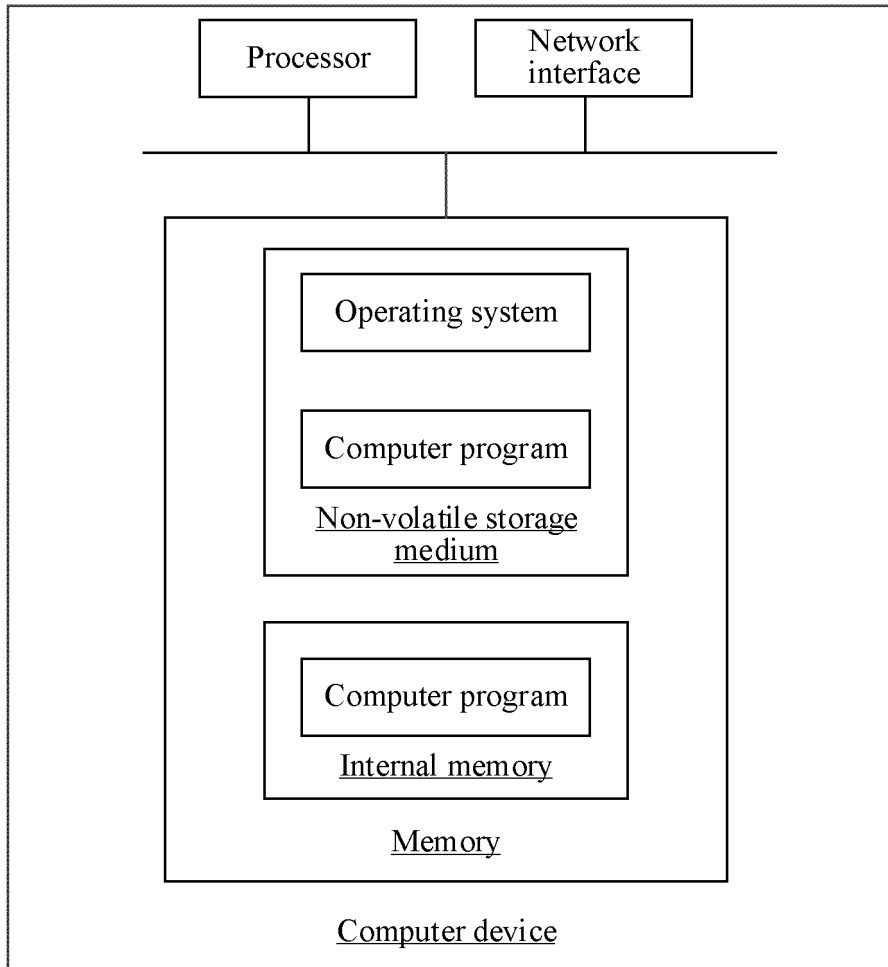 Processor
Network
interface
Operating system
Computer program
Non-volatile storage
medium
Computer program
Internal memory
Memory
Computer device